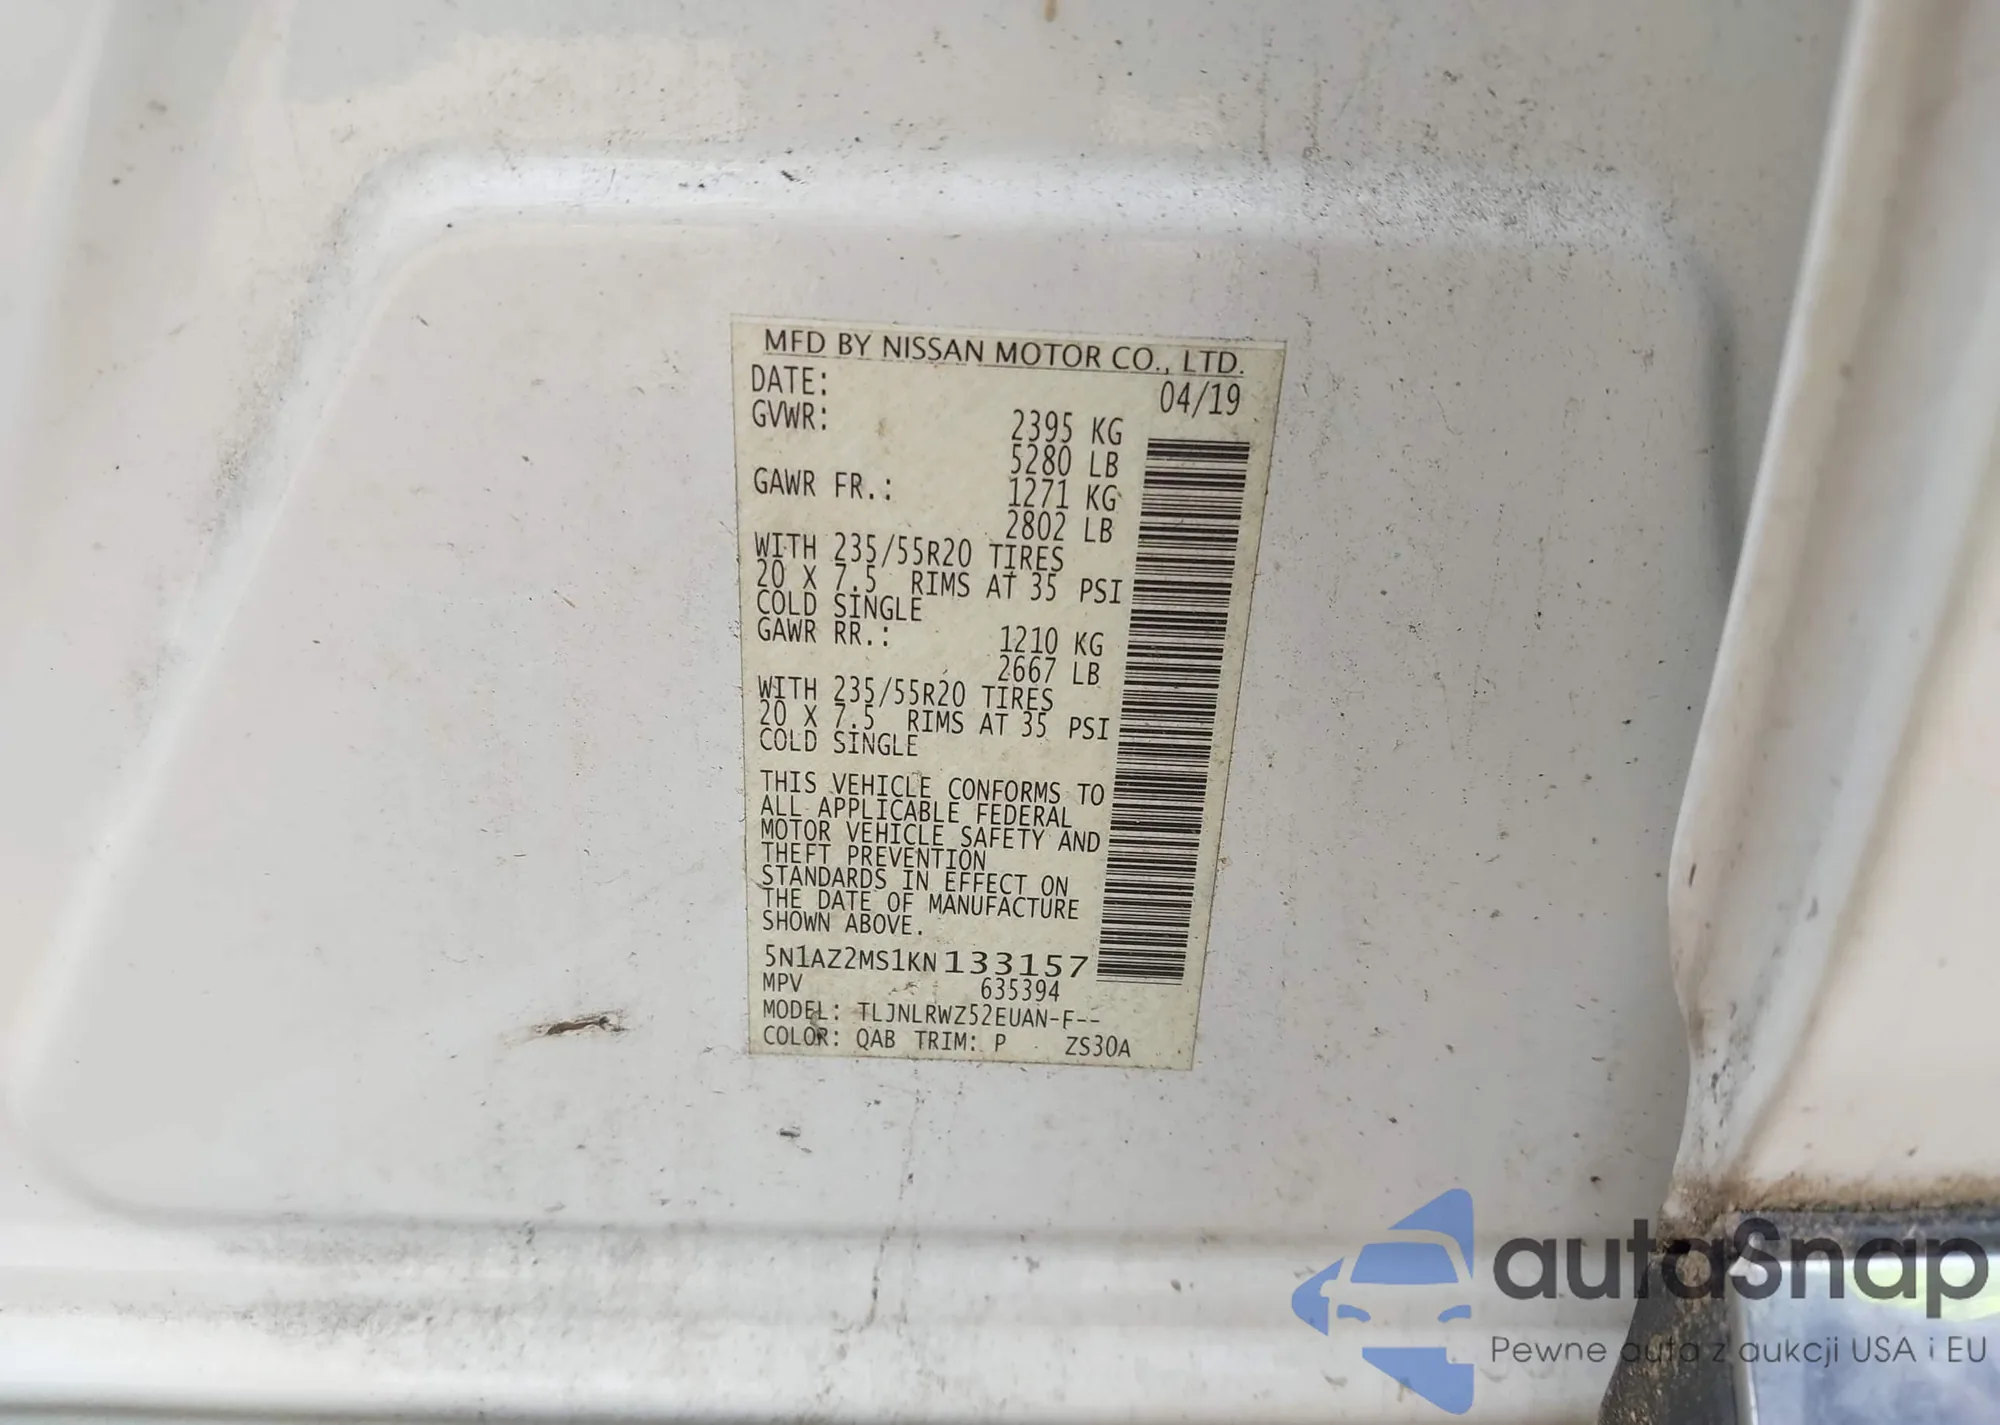 MFD BY NISSAN MOTOR CO., LTD.
DATE: 04/19
GVWR: 2395 KG
5280 LB
GAWR FR.: 1271 KG
2802 LB
WITH 235/55R20 TIRES
20 X 7.5 RIMS AT 35 PSI
COLD SINGLE
GAWR RR.: 1210 KG
2667 LB
WITH 235/55R20 TIRES
20 X 7.5 RIMS AT 35 PSI
COLD SINGLE
THIS VEHICLE CONFORMS TO
ALL APPLICABLE FEDERAL
MOTOR VEHICLE SAFETY AND
THEFT PREVENTION
STANDARDS IN EFFECT ON
THE DATE OF MANUFACTURE
SHOWN ABOVE.
5N1AZ2MS1KN133157
MPV 635394
MODEL: TLJNLRWZ52EUAN-F--
COLOR: QAB TRIM: P ZS30A
autaSnap
Pewne auta z aukcji USA i EU